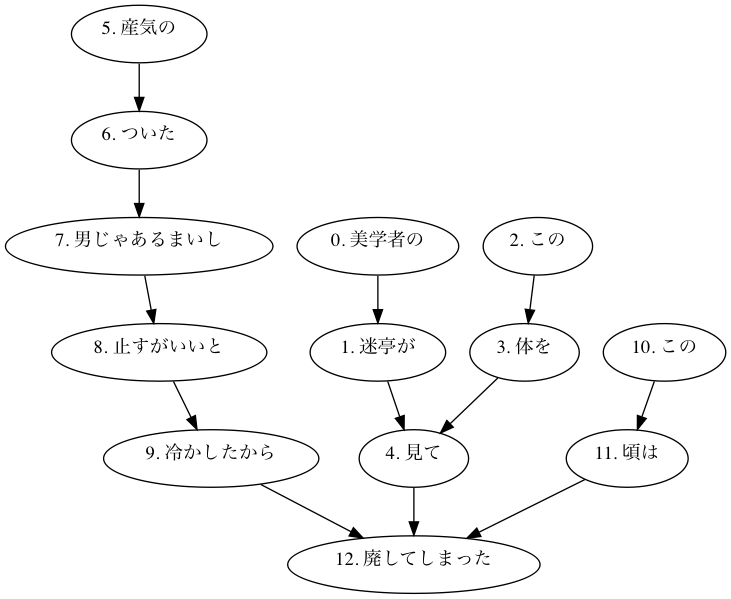 5. 産気の
6. ついた
7. 男じゃあるまいし
0. 美学者の
2. この
8. 止すがいいと
1. 迷亭が
3. 体を
10. この
9. 冷かしたから
4. 見て
11. 頃は
12. 廃してしまった